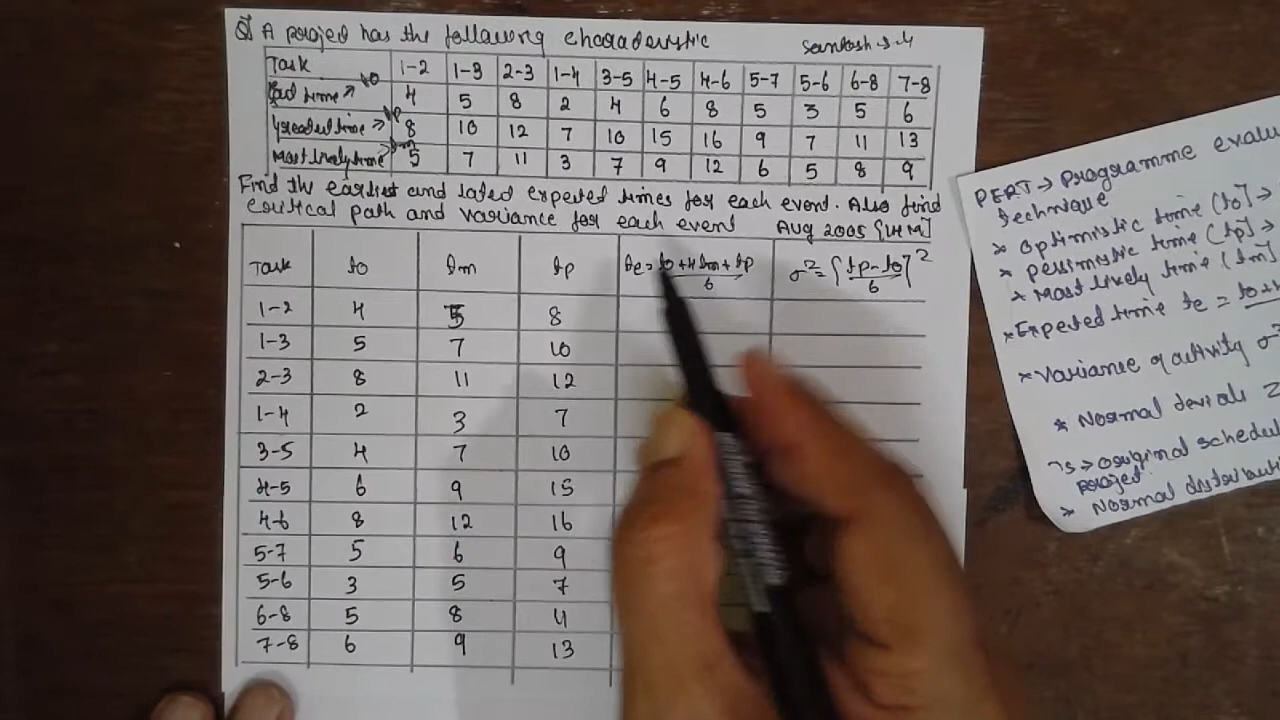 Q] A project has the following characteristic
Santosh S.Y
Task 1-2 1-3 2-3 1-4 3-5 4-5 4-6 5-7 5-6 6-8 7-8
time → to 4 5 8 2 4 6 8 5 3 5 6
time → tp 8 10 12 7 10 15 16 9 7 11 13
Most likely time → tm 5 7 11 3 7 9 12 6 5 8 9
Find the earliest and latest expected times for each event. Also find
critical path and variance for each event AUG 2005 [14M]
Task to tm tp te = to+4tm+tp/6 σ² = [tp-to/6]²
1-2 4 5 8
1-3 5 7 10
2-3 8 11 12
1-4 2 3 7
3-5 4 7 10
4-5 6 9 15
4-6 8 12 16
5-7 5 6 9
5-6 3 5 7
6-8 5 8 11
7-8 6 9 13
PERT → Programme evalu
technique
* Optimistic time (to) →
* pessimistic time (tp) →
* Most likely time (tm)
* Expected time te = to+4
* Variance of activity σ²
* Normal deviate Z
Ts → original schedul
project
* Normal distributi